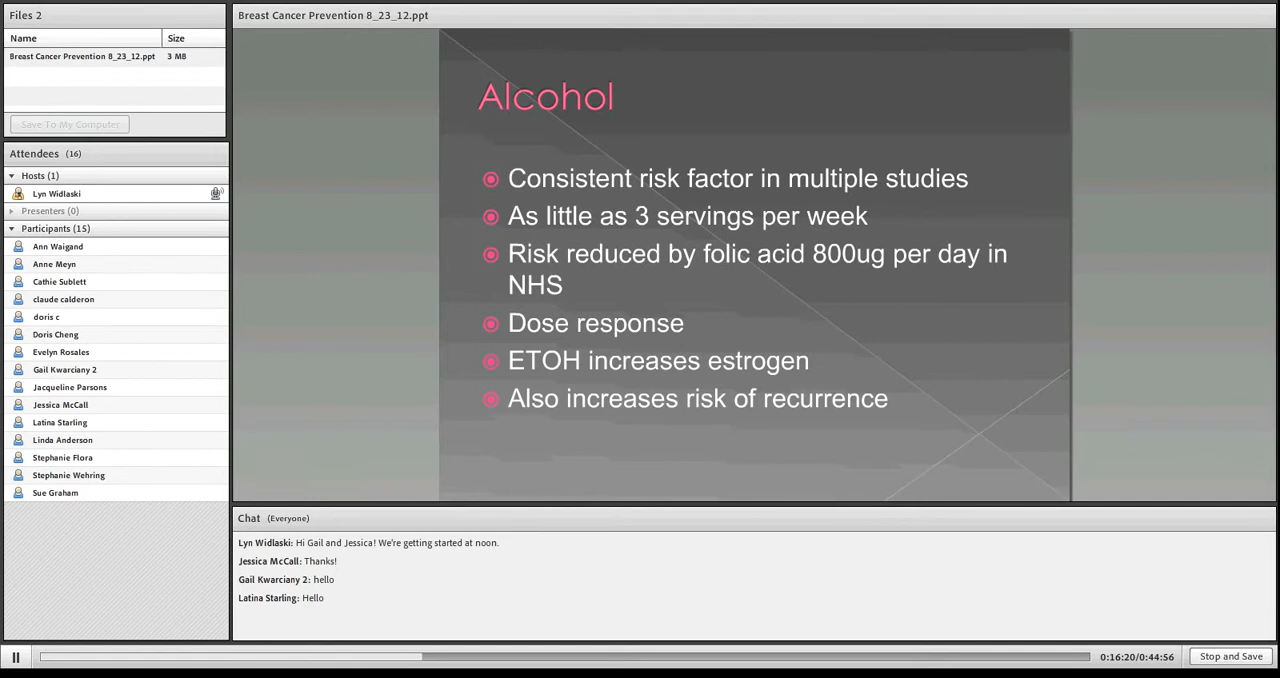 Files 2
Name Size
Breast Cancer Prevention 8_23_12.ppt 3 MB
Save To My Computer
Attendees (16)
Hosts (1)
Lyn Widlaski
Presenters (0)
Participants (15)
Ann Waigand
Anne Meyn
Cathie Sublett
claude calderon
doris c
Doris Cheng
Evelyn Rosales
Gail Kwarciany 2
Jacqueline Parsons
Jessica McCall
Latina Starling
Linda Anderson
Stephanie Flora
Stephanie Wehring
Sue Graham
Breast Cancer Prevention 8_23_12.ppt
Alcohol
Consistent risk factor in multiple studies
As little as 3 servings per week
Risk reduced by folic acid 800ug per day in
NHS
Dose response
ETOH increases estrogen
Also increases risk of recurrence
Chat (Everyone)
Lyn Widlaski: Hi Gail and Jessica! We're getting started at noon.
Jessica McCall: Thanks!
Gail Kwarciany 2: hello
Latina Starling: Hello
0:16:20/0:44:56 Stop and Save